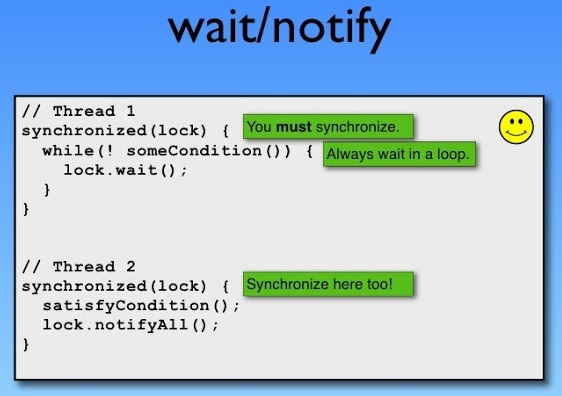 wait/notify
// Thread 1
synchronized(lock) { You must synchronize.
while(! someCondition()) { Always wait in a loop.
lock.wait();
}
}
// Thread 2
synchronized(lock) { Synchronize here too!
satisfyCondition();
lock.notifyAll();
}